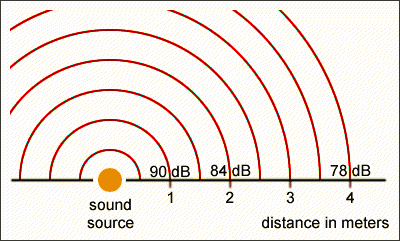 90 dB 84 dB 78 dB
1 2 3 4
sound
source
distance in meters